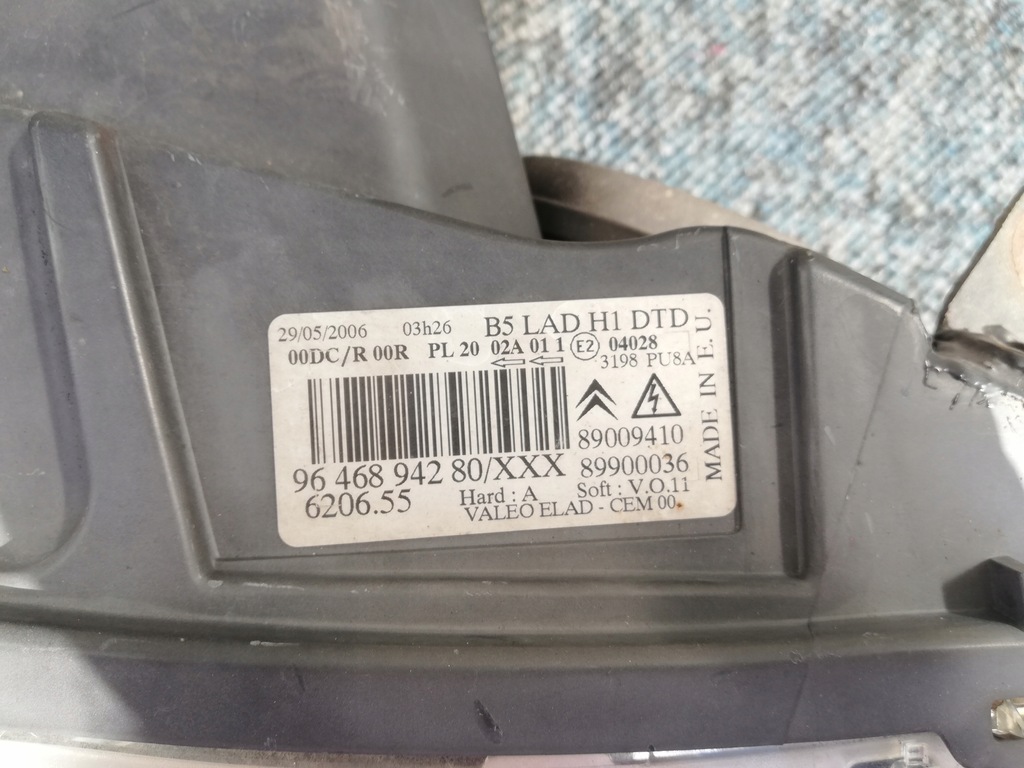 29/05/2006 03h26 B5 LAD H1 DTD
00DC/R 00R PL 20 02A 01 1 E2 04028
3198 PU8A
89009410
96 468 942 80/XXX 89900036
6206.55 Hard : A Soft : V.O.11
VALEO ELAD - CEM 00
MADE IN E.U.